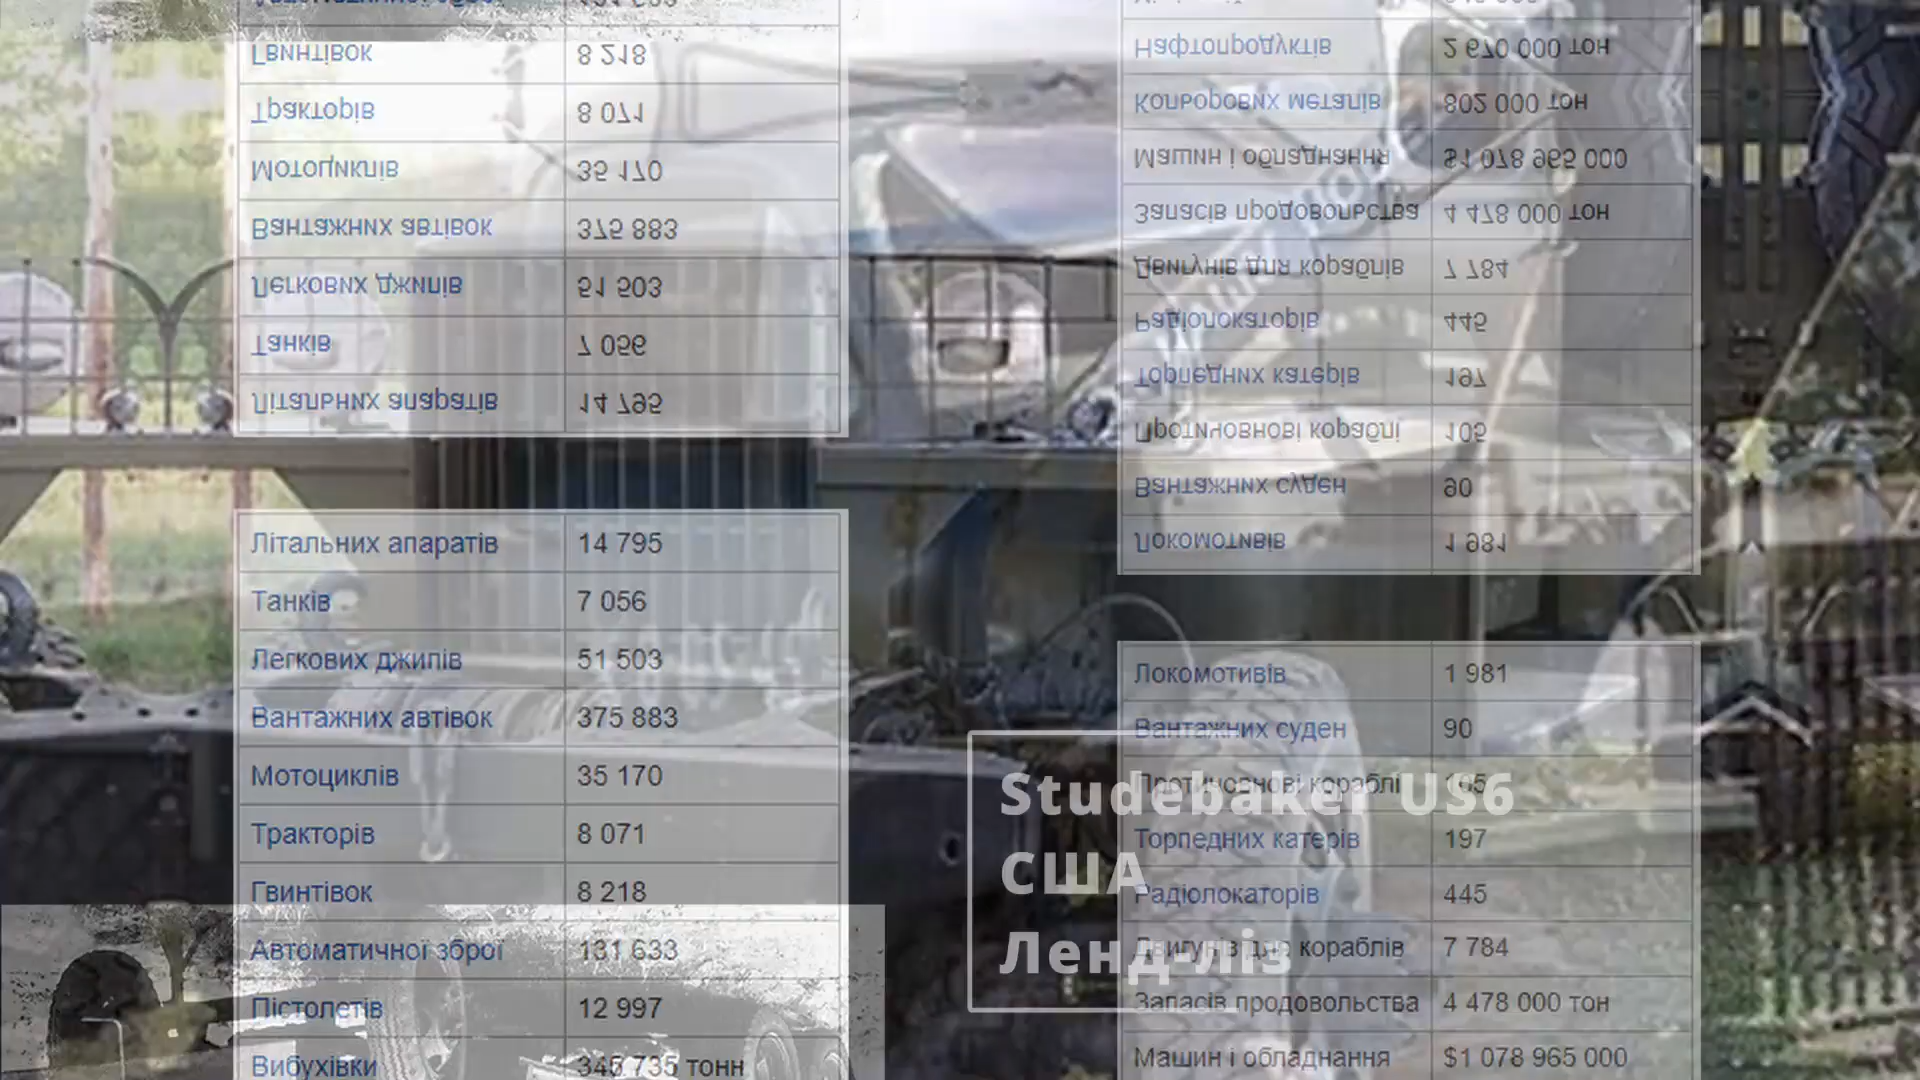 Гвинтівок 8 218
Тракторів 8 071
Мотоциклів 35 170
Вантажних автівок 375 883
Легкових джипів 51 503
Танків 7 056
Літальних апаратів 14 795
Нафтопродуктів 2 670 000 тон
Кольорових металів 802 000 тон
Машин і обладнання $1 078 965 000
Запасів продовольства 4 478 000 тон
Двигунів для кораблів 7 784
Радіолокаторів 445
Торпедних катерів 197
Протичовнові кораблі 105
Вантажних суден 90
Локомотивів 1 981
Літальних апаратів 14 795
Танків 7 056
Легкових джипів 51 503
Вантажних автівок 375 883
Мотоциклів 35 170
Тракторів 8 071
Гвинтівок 8 218
Автоматичної зброї 131 633
Пістолетів 12 997
Вибухівки 345 735 тонн
Локомотивів 1 981
Вантажних суден 90
Протичовнові кораблі 105
Торпедних катерів 197
Радіолокаторів 445
Двигунів для кораблів 7 784
Запасів продовольства 4 478 000 тон
Машин і обладнання $1 078 965 000
Studebaker US6
США
Ленд-ліз